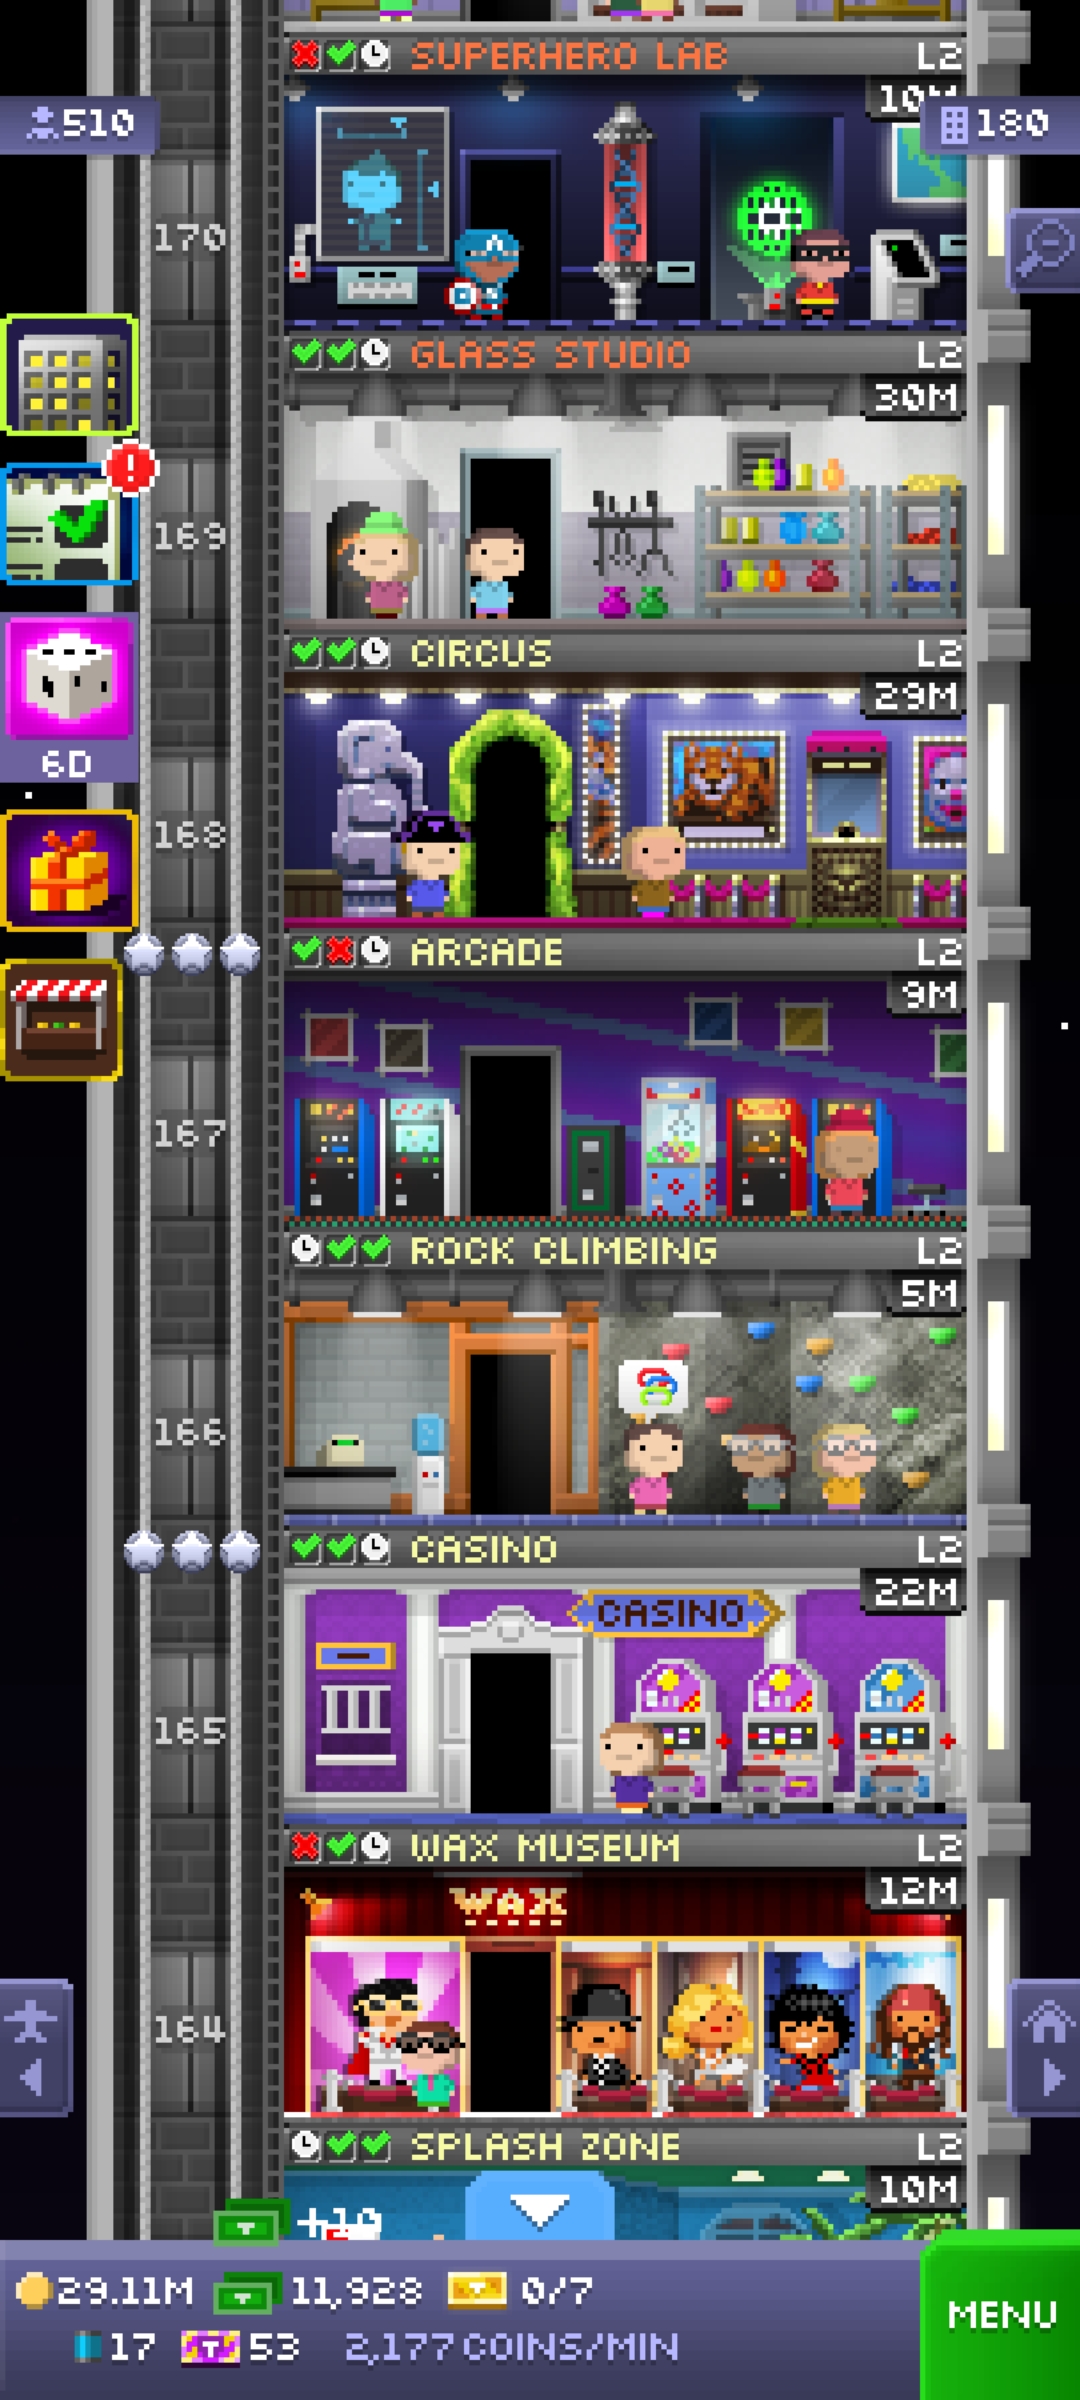 SUPERHERO LAB L2
510
180
170
GLASS STUDIO L2
30M
169
CIRCUS L2
29M
6D
168
ARCADE L2
9M
167
ROCK CLIMBING L2
5M
166
CASINO L2
22M
CASINO
165
WAX MUSEUM L2
12M
WAX
164
SPLASH ZONE L2
10M
+10
29.11M 11,928 0/7
MENU
17 53 2,177 COINS/MIN